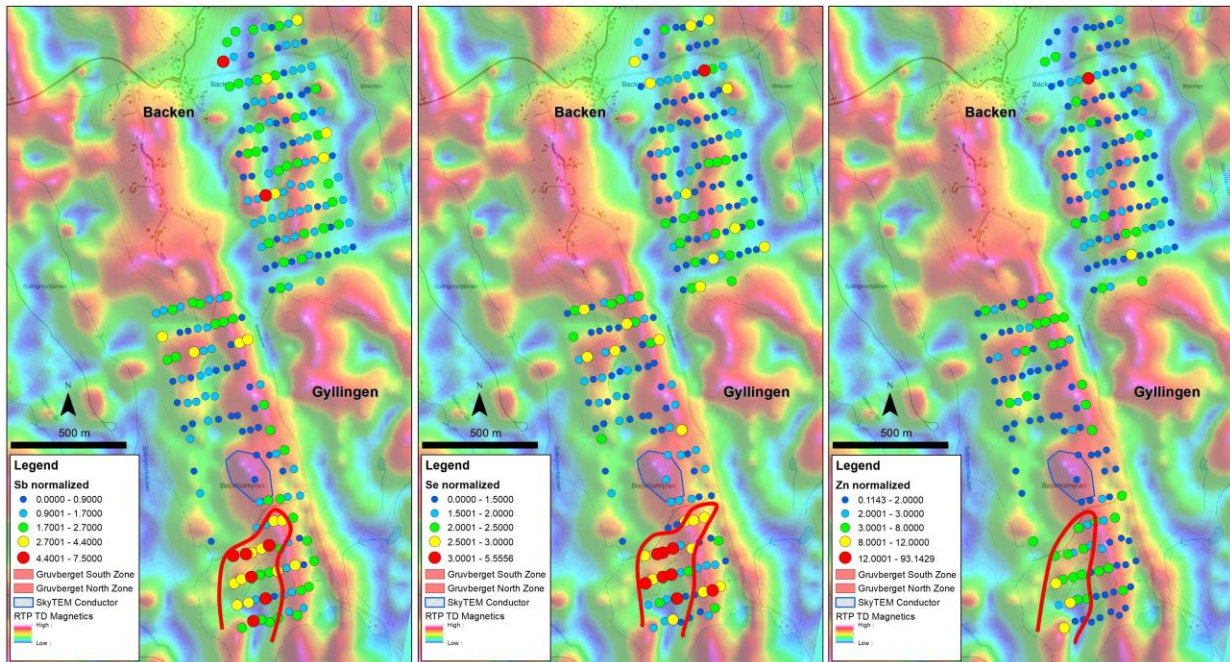 Backen
Gyllingen
Backholmyran
N
500 m
Legend
Sb normalized
0.0000 - 0.9000
0.9001 - 1.7000
1.7001 - 2.7000
2.7001 - 4.4000
4.4001 - 7.5000
Gruvberget South Zone
Gruvberget North Zone
SkyTEM Conductor
RTP TD Magnetics
High :
Low :
Backen
Gyllingen
Backholmyran
N
500 m
Legend
Se normalized
0.0000 - 1.5000
1.5001 - 2.0000
2.0001 - 2.5000
2.5001 - 3.0000
3.0001 - 5.5556
Gruvberget South Zone
Gruvberget North Zone
SkyTEM Conductor
RTP TD Magnetics
High :
Low :
Backen
Gyllingen
Backholmyran
N
500 m
Legend
Zn normalized
0.1143 - 2.0000
2.0001 - 3.0000
3.0001 - 8.0000
8.0001 - 12.0000
12.0001 - 93.1429
Gruvberget South Zone
Gruvberget North Zone
SkyTEM Conductor
RTP TD Magnetics
High :
Low :